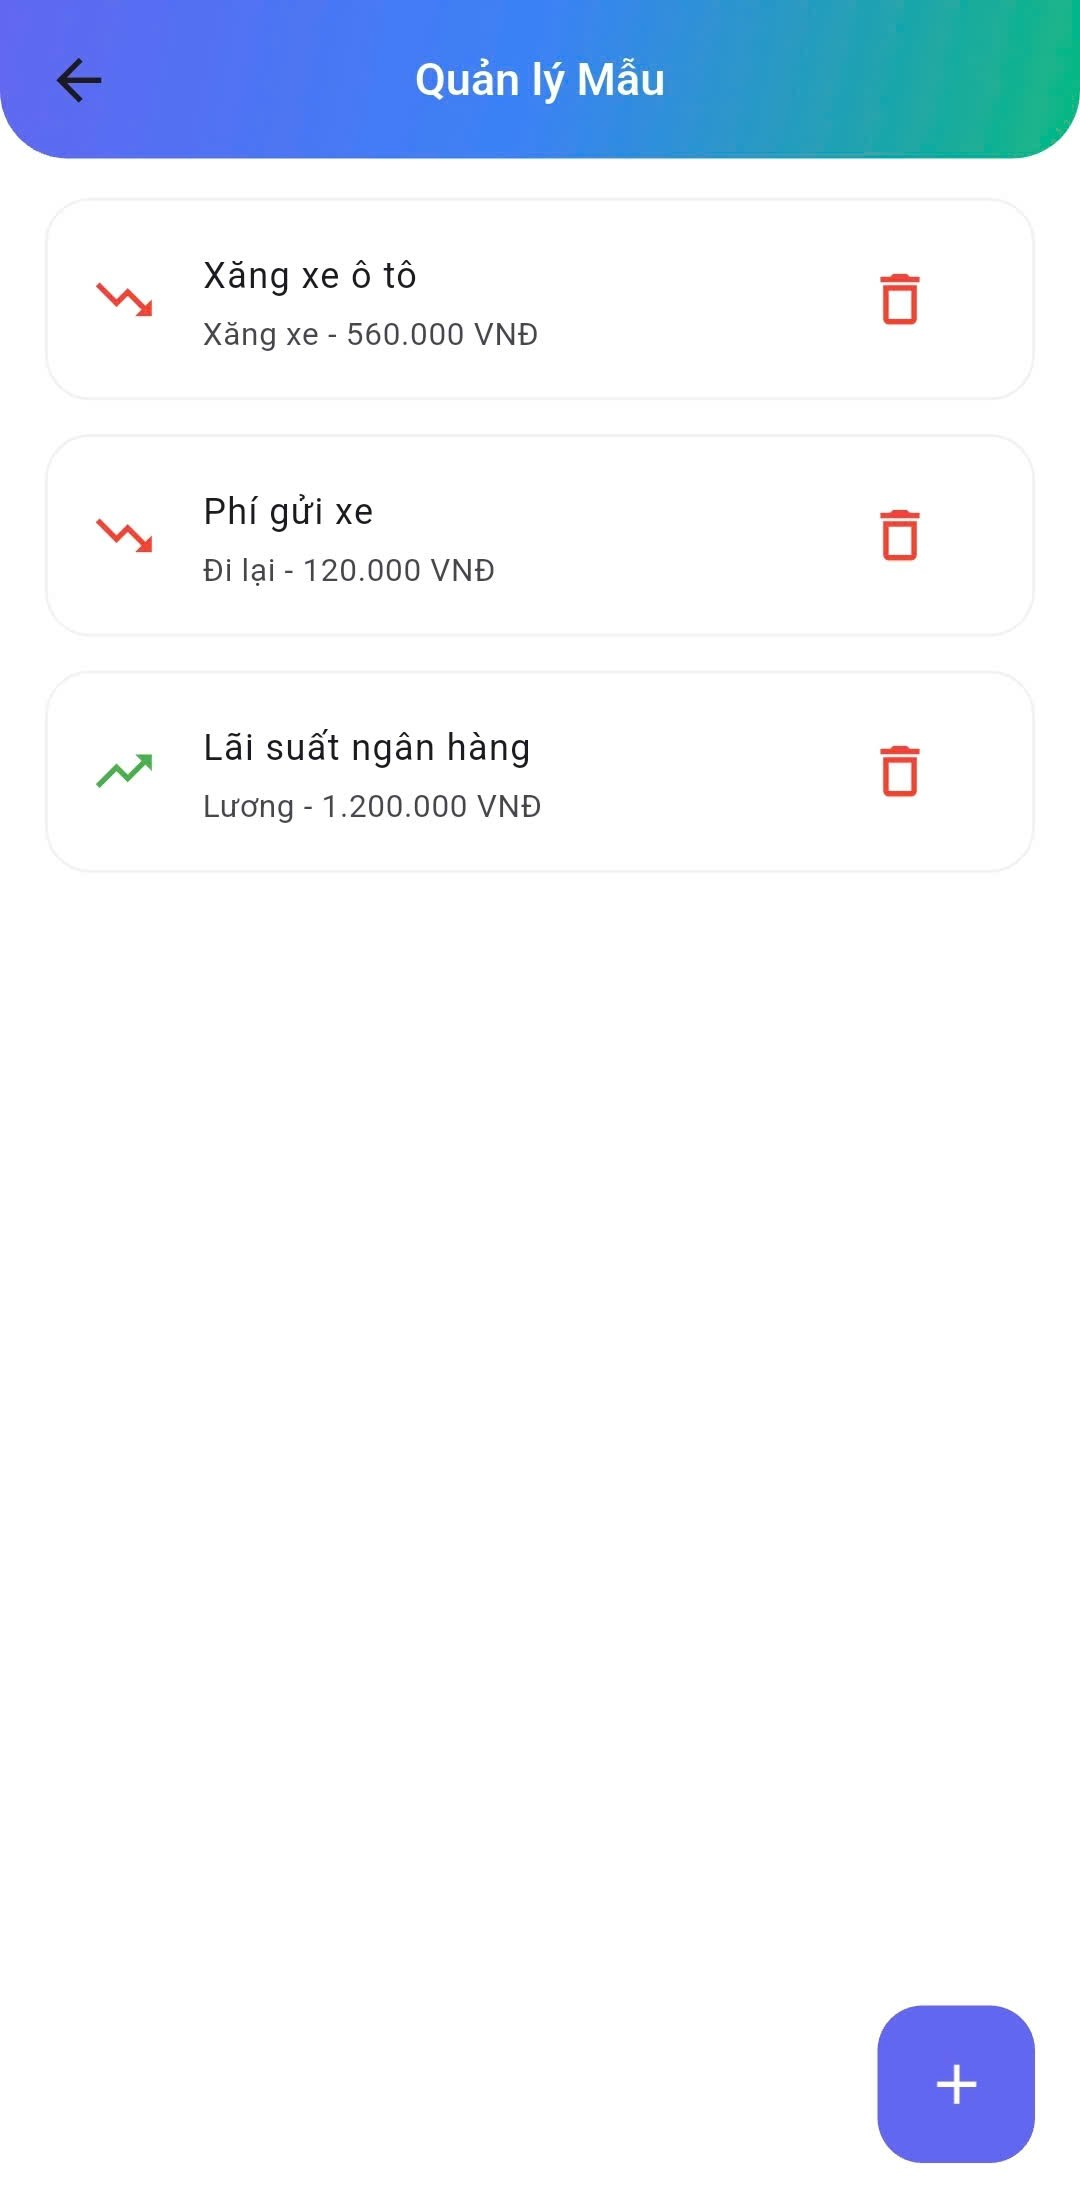 Quản lý Mẫu
Xăng xe ô tô
Xăng xe - 560.000 VNĐ
Phí gửi xe
Đi lại - 120.000 VNĐ
Lãi suất ngân hàng
Lương - 1.200.000 VNĐ